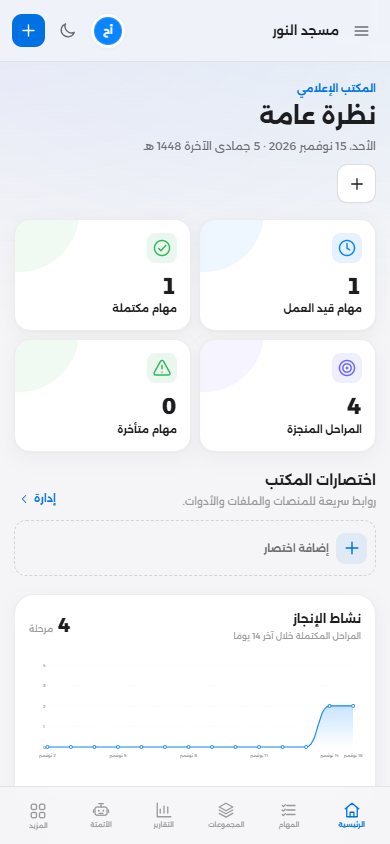 مسجد النور
أح
المكتب الإعلامي
نظرة عامة
الأحد، 15 نوفمبر 2026 · 5 جمادى الآخرة 1448 هـ
1
مهام قيد العمل
1
مهام مكتملة
4
المراحل المنجزة
0
مهام متأخرة
اختصارات المكتب
روابط سريعة للمنصات والملفات والأدوات.
إدارة
إضافة اختصار
نشاط الإنجاز
المراحل المكتملة خلال آخر 14 يومًا
4 مرحلة
الرئيسية
المهام
المجموعات
التقارير
الأتمتة
المزيد